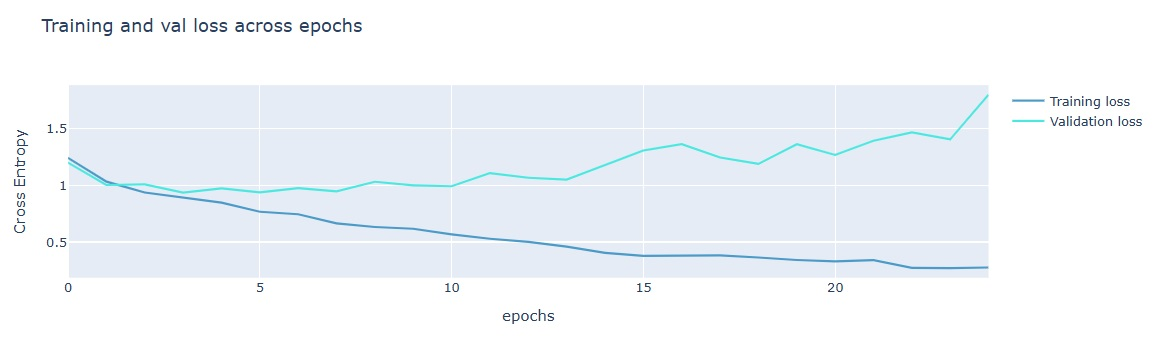 Training and val loss across epochs
Cross Entropy
1.5
1
0.5
0
5
10
15
20
epochs
Training loss
Validation loss